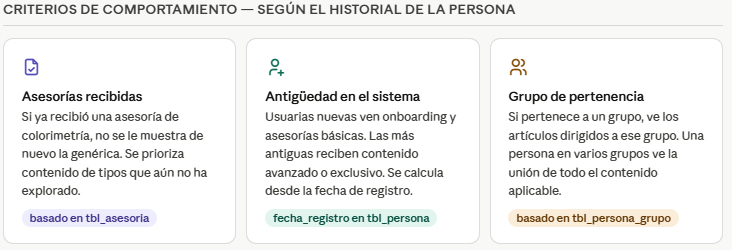 CRITERIOS DE COMPORTAMIENTO — SEGÚN EL HISTORIAL DE LA PERSONA
Asesorías recibidas
Si ya recibió una asesoría de
colorimetría, no se le muestra de
nuevo la genérica. Se prioriza
contenido de tipos que aún no ha
explorado.
basado en tbl_asesoria
Antigüedad en el sistema
Usuarias nuevas ven onboarding y
asesorías básicas. Las más
antiguas reciben contenido
avanzado o exclusivo. Se calcula
desde la fecha de registro.
fecha_registro en tbl_persona
Grupo de pertenencia
Si pertenece a un grupo, ve los
artículos dirigidos a ese grupo. Una
persona en varios grupos ve la
unión de todo el contenido
aplicable.
basado en tbl_persona_grupo